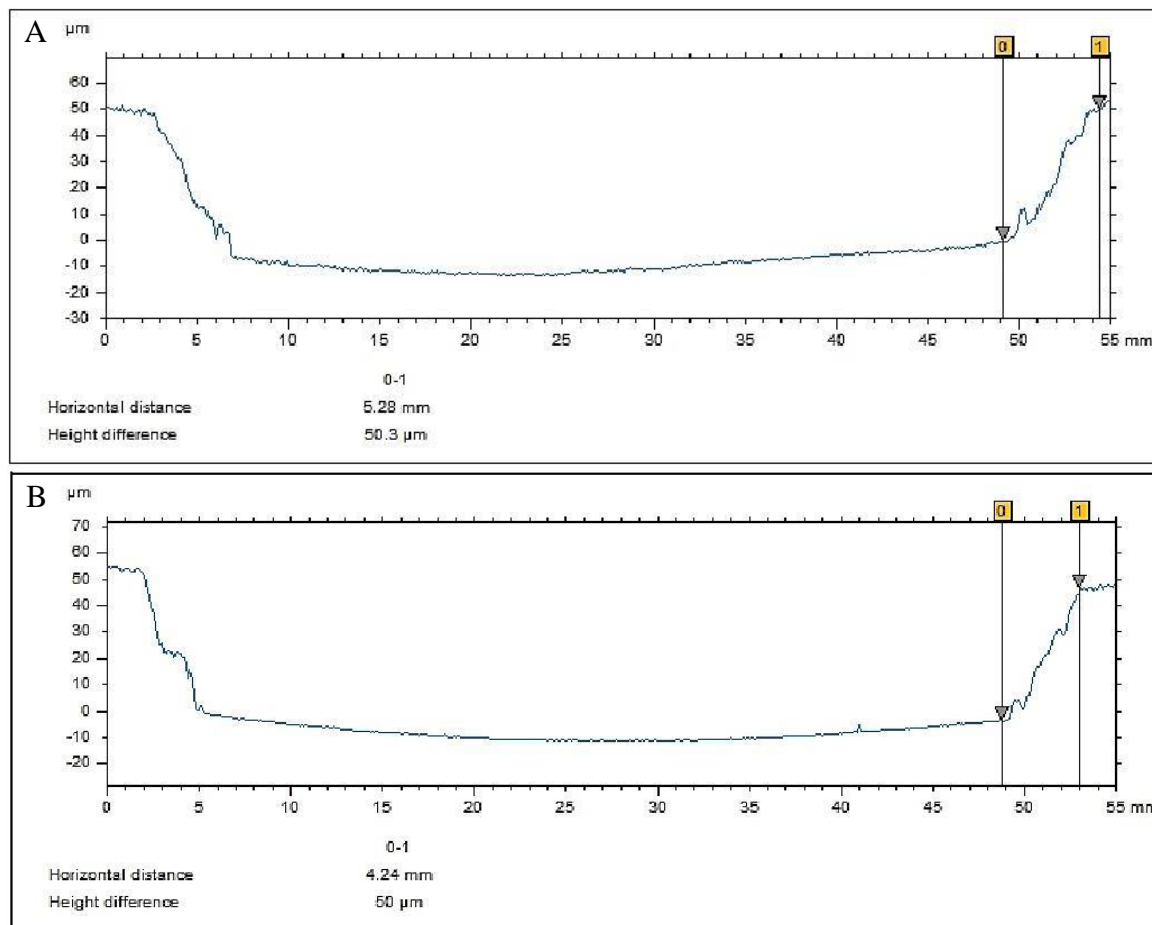 A
µm
0 1
60
50
40
30
20
10
0
-10
-20
-30
0 5 10 15 20 25 30 35 40 45 50 55 mm
0-1
Horizontal distance 5.28 mm
Height difference 50.3 µm
B
µm
0 1
70
60
50
40
30
20
10
0
-10
-20
0 5 10 15 20 25 30 35 40 45 50 55 mm
0-1
Horizontal distance 4.24 mm
Height difference 50 µm